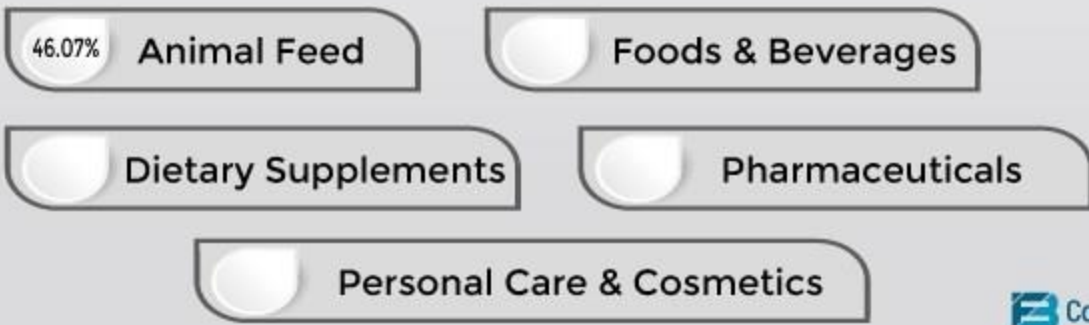 46.07% Animal Feed
Foods & Beverages
Dietary Supplements
Pharmaceuticals
Personal Care & Cosmetics